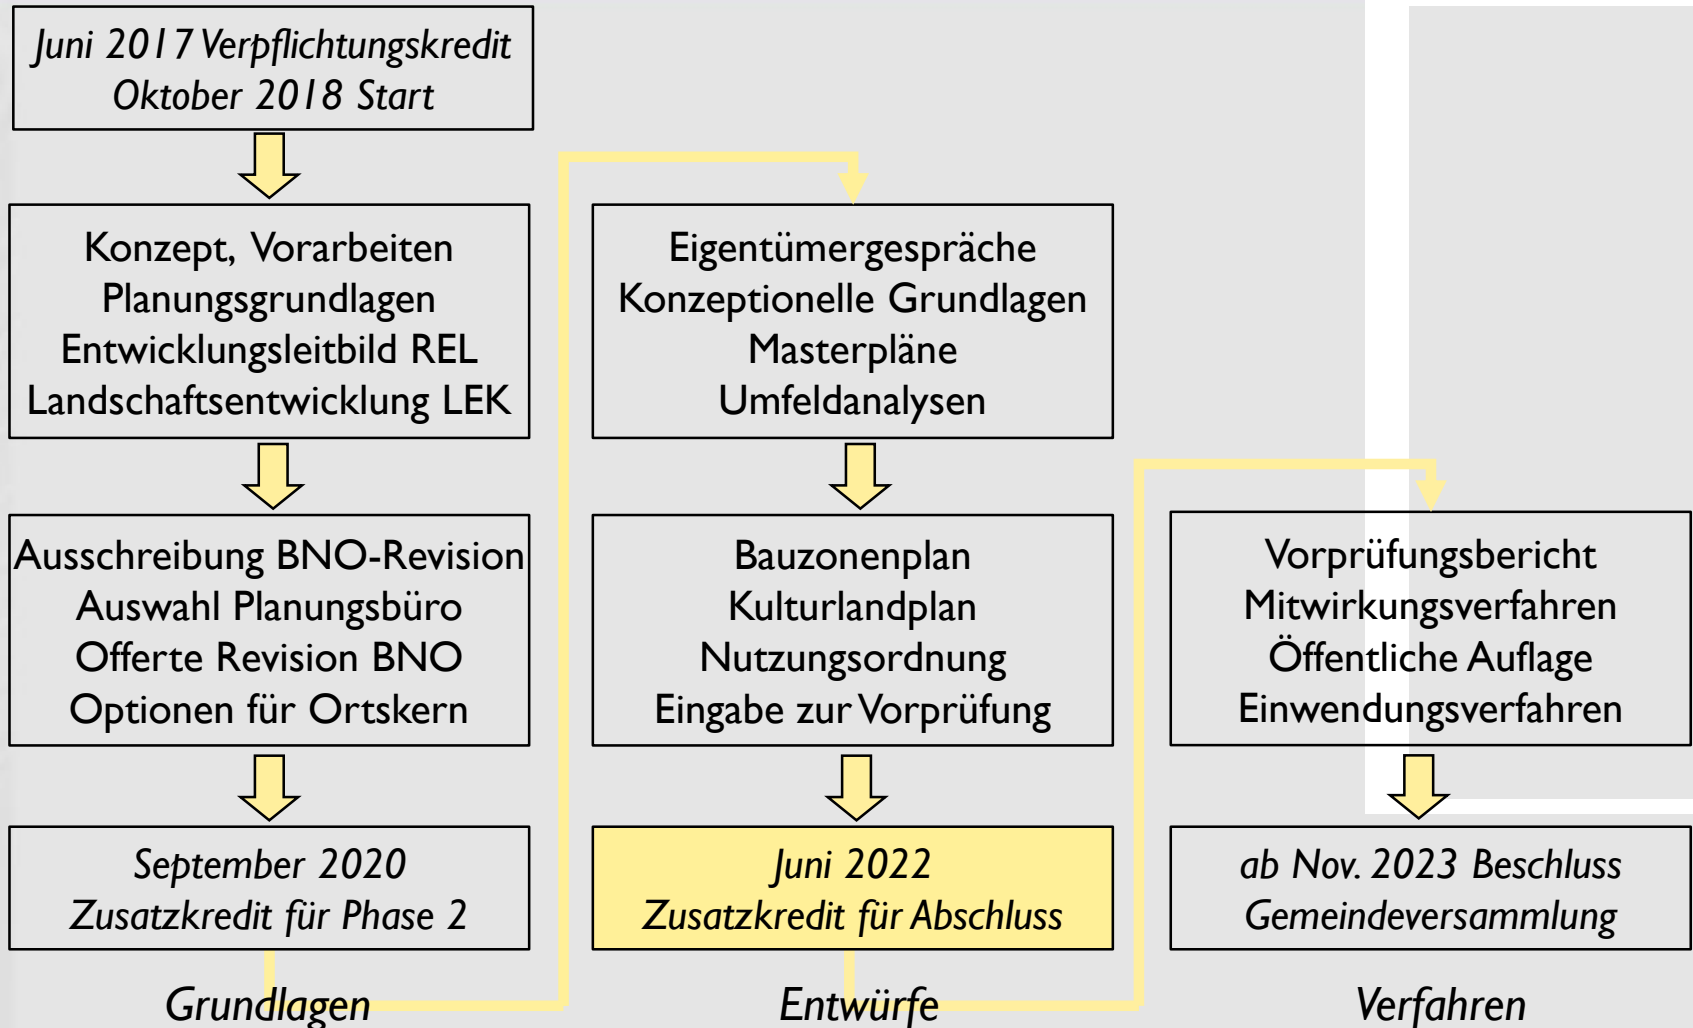 Juni 2017 Verpflichtungskredit
Oktober 2018 Start
Konzept, Vorarbeiten
Planungsgrundlagen
Entwicklungsleitbild REL
Landschaftsentwicklung LEK
Ausschreibung BNO-Revision
Auswahl Planungsbüro
Offerte Revision BNO
Optionen für Ortskern
September 2020
Zusatzkredit für Phase 2
Grundlagen
Eigentümergespräche
Konzeptionelle Grundlagen
Masterpläne
Umfeldanalysen
Bauzonenplan
Kulturlandplan
Nutzungsordnung
Eingabe zur Vorprüfung
Juni 2022
Zusatzkredit für Abschluss
Entwürfe
Vorprüfungsbericht
Mitwirkungsverfahren
Öffentliche Auflage
Einwendungsverfahren
ab Nov. 2023 Beschluss
Gemeindeversammlung
Verfahren